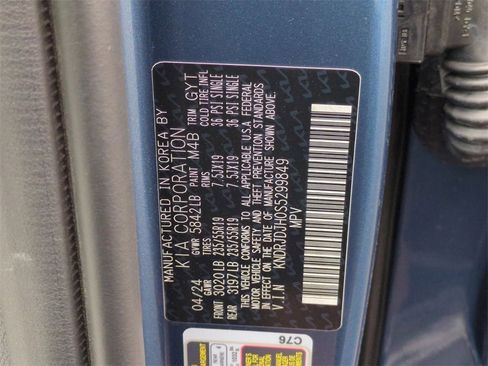 MANUFACTURED IN KOREA BY
KIA CORPORATION
04/24 GVWR 5842LB PAINT M4B TRIM GYT
GAWR TIRES RIMS COLD TIRE INFL
FRONT 3020LB 235/55R19 7.5JX19 36 PSI SINGLE
REAR 3197LB 235/55R19 7.5JX19 36 PSI SINGLE
THIS VEHICLE CONFORMS TO ALL APPLICABLE U.S.A FEDERAL
MOTOR VEHICLE SAFETY AND THEFT PREVENTION STANDARDS
IN EFFECT ON THE DATE OF MANUFACTURE SHOWN ABOVE.
V.I.N KNDRJDJHDS5299849
MPV
C76